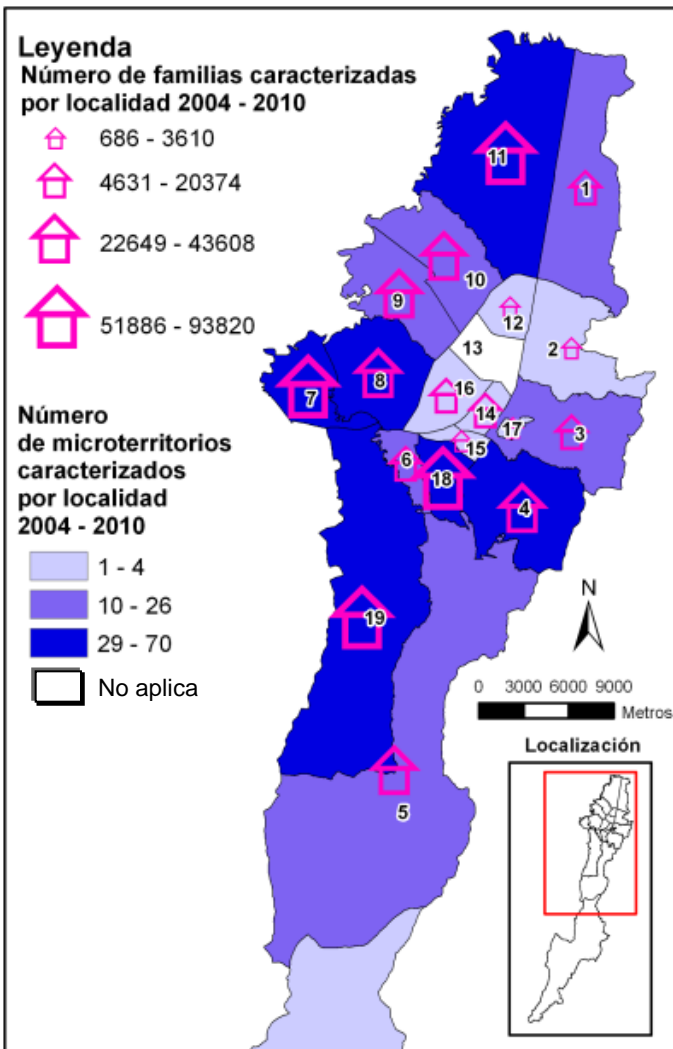 Leyenda
Número de familias caracterizadas
por localidad 2004 - 2010
686 - 3610
4631 - 20374
22649 - 43608
51886 - 93820
Número
de microterritorios
caracterizados
por localidad
2004 - 2010
1 - 4
10 - 26
29 - 70
No aplica
11
1
10
9
12
2
13
8
7
16
14
17
3
15
6
18
4
19
5
N
0 3000 6000 9000
Metros
Localización